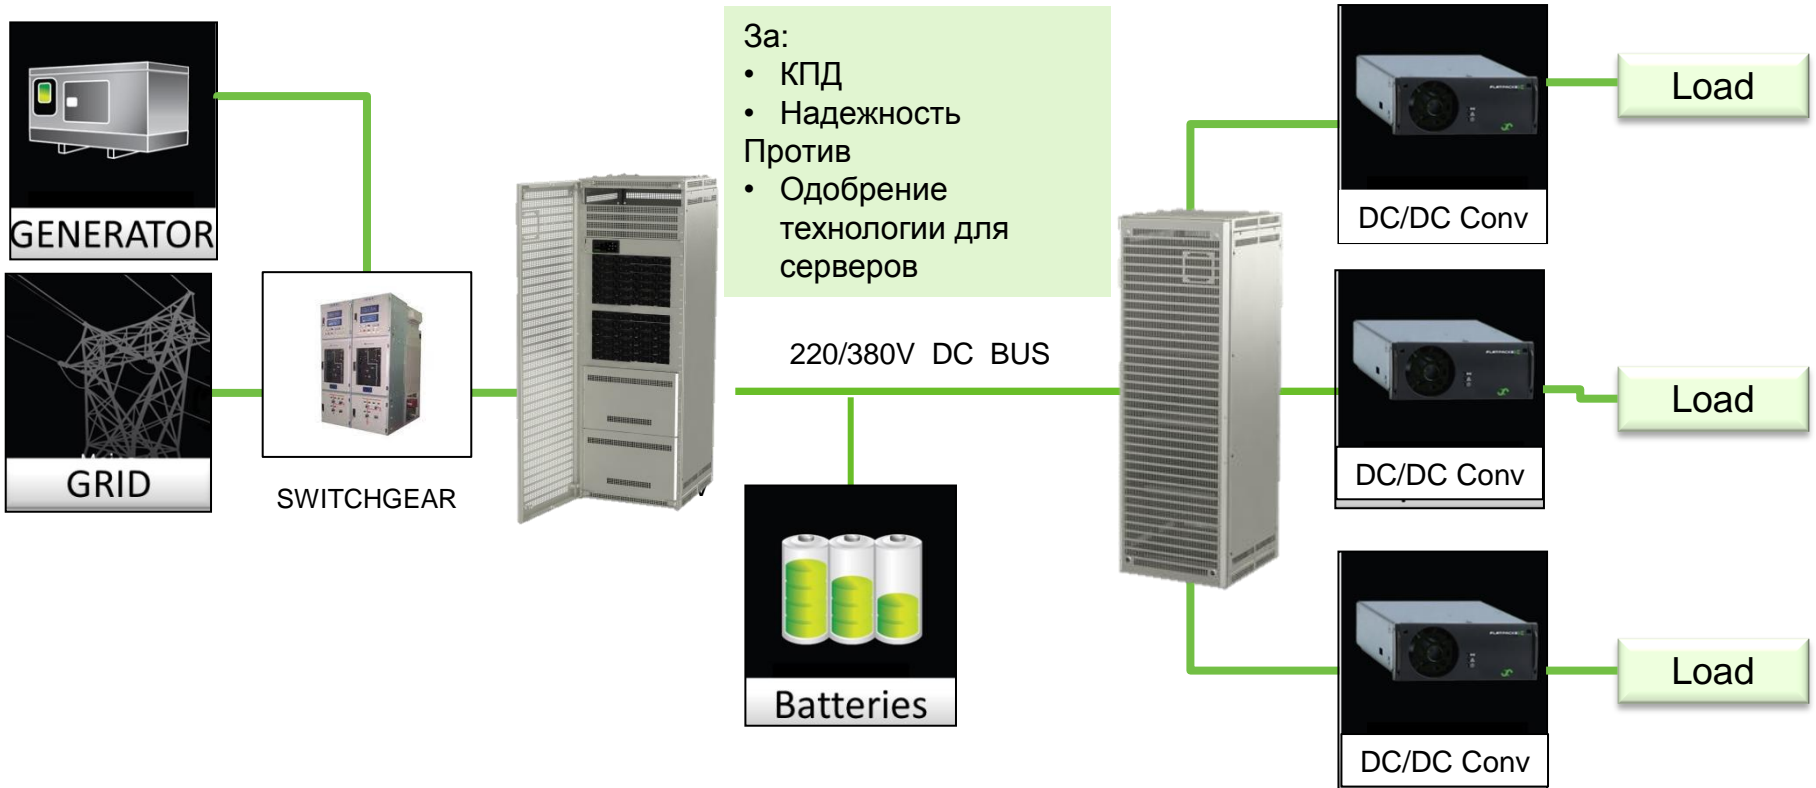 GENERATOR
GRID
SWITCHGEAR
За:
• КПД
• Надежность
Против
• Одобрение
технологии для
серверов
220/380V DC BUS
Batteries
DC/DC Conv
Load
DC/DC Conv
Load
DC/DC Conv
Load